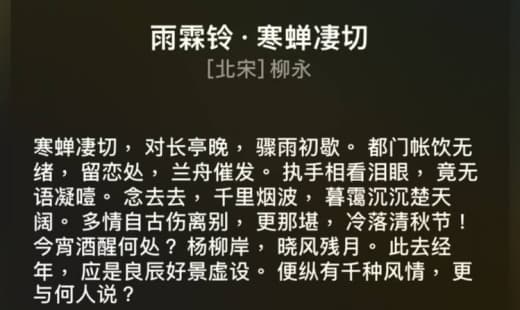 雨霖铃·寒蝉凄切
[北宋]柳永
寒蝉凄切，对长亭晚，骤雨初歇。都门帐饮无
绪，留恋处，兰舟催发。执手相看泪眼，竟无
语凝噎。念去去，千里烟波，暮霭沉沉楚天
阔。多情自古伤离别，更那堪，冷落清秋节！
今宵酒醒何处？杨柳岸，晓风残月。此去经
年，应是良辰好景虚设。便纵有千种风情，更
与何人说？